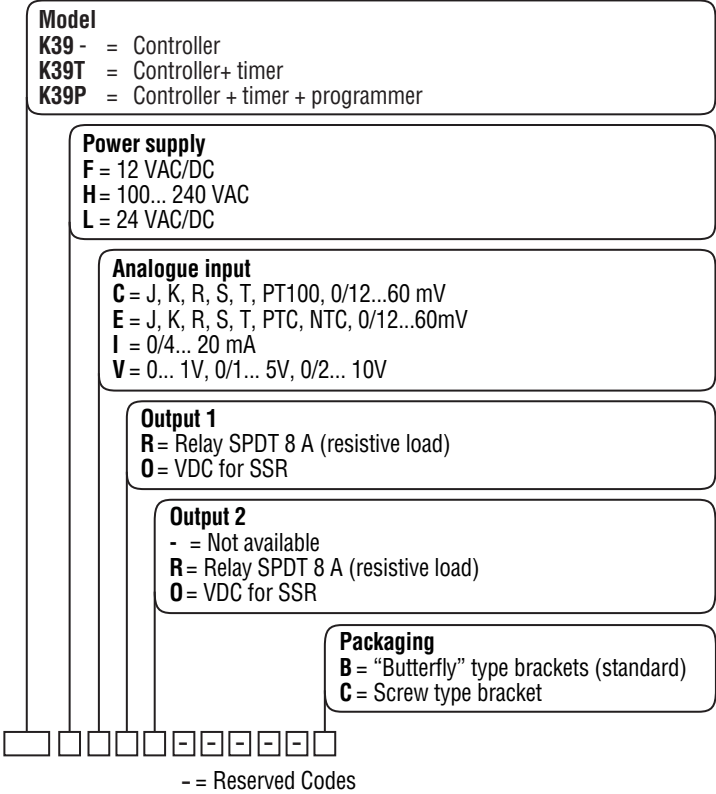 Model
K39 - = Controller
K39T = Controller+ timer
K39P = Controller + timer + programmer
Power supply
F = 12 VAC/DC
H = 100... 240 VAC
L = 24 VAC/DC
Analogue input
C = J, K, R, S, T, PT100, 0/12...60 mV
E = J, K, R, S, T, PTC, NTC, 0/12...60mV
I = 0/4... 20 mA
V = 0... 1V, 0/1... 5V, 0/2... 10V
Output 1
R = Relay SPDT 8 A (resistive load)
O = VDC for SSR
Output 2
- = Not available
R = Relay SPDT 8 A (resistive load)
O = VDC for SSR
Packaging
B = “Butterfly” type brackets (standard)
C = Screw type bracket
- - - - -
- = Reserved Codes